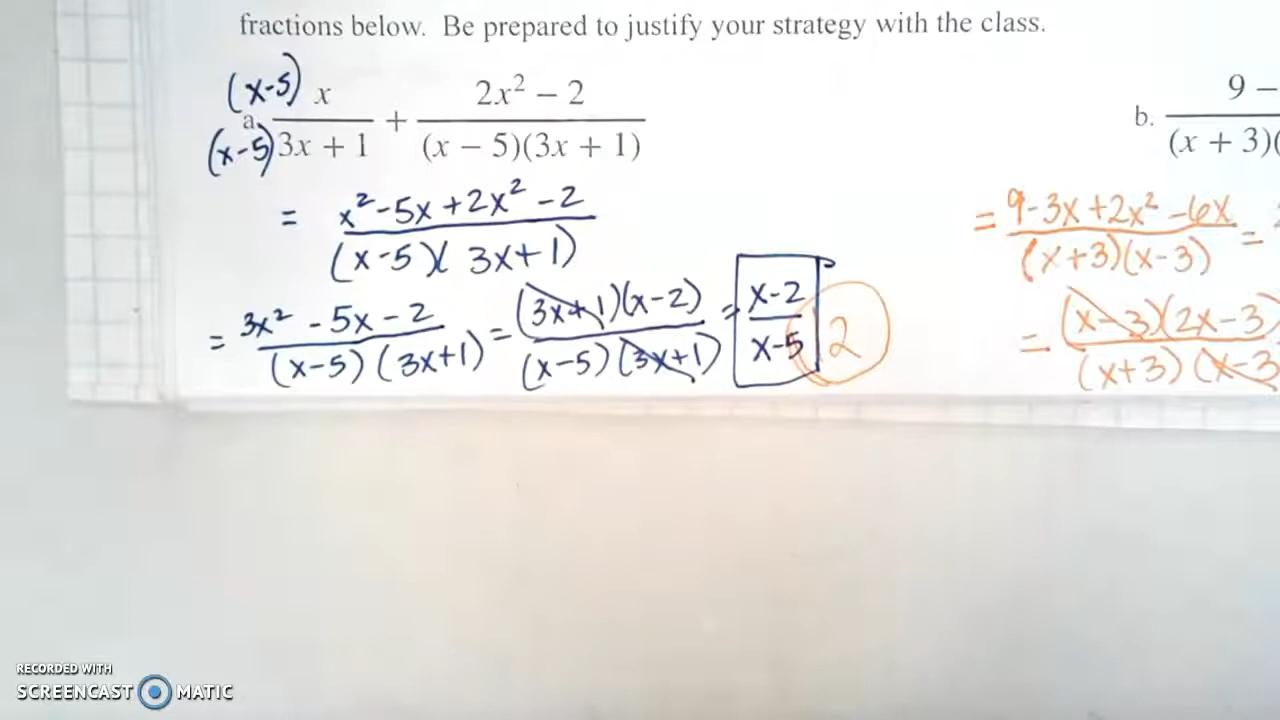 fractions below. Be prepared to justify your strategy with the class.
a. (x-5) x / (x-5) 3x + 1 + 2x² − 2 / (x − 5)(3x + 1)
= x²-5x+2x²-2 / (x-5)(3x+1)
= 3x²-5x-2 / (x-5)(3x+1) = (3x+1)(x-2) / (x-5)(3x+1) = x-2 / x-5
2
b. 9 − / (x + 3)(
= 9-3x+2x²-6x / (x+3)(x-3) =
= (x-3)(2x-3) / (x+3)(x-3
RECORDED WITH
SCREENCAST MATIC